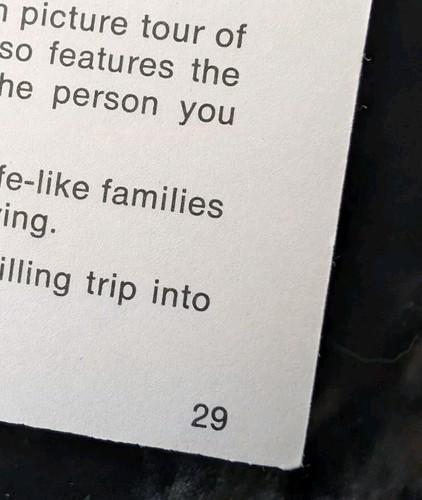 picture tour of
so features the
he person you
fe-like families
ing.
illing trip into
29